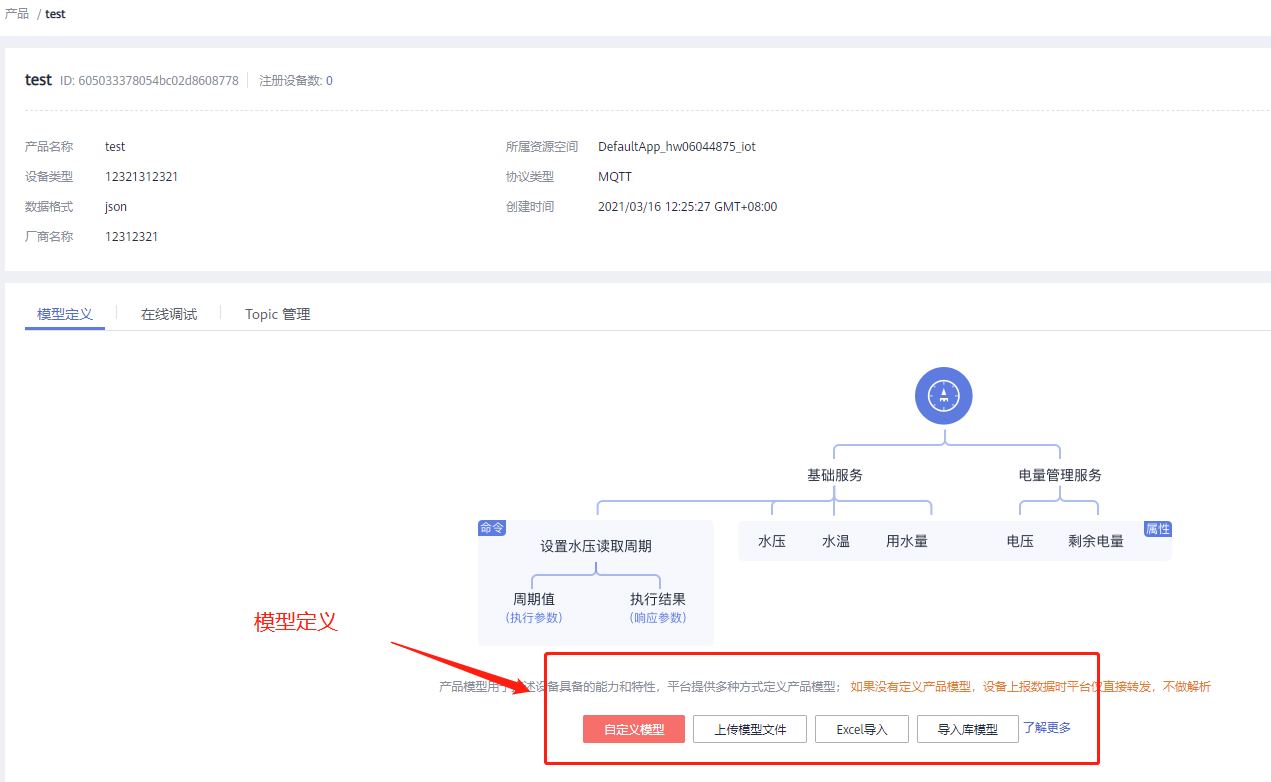 产品 / test
test ID: 605033378054bc02d8608778 注册设备数: 0
产品名称 test 所属资源空间 DefaultApp_hw06044875_iot
设备类型 12321312321 协议类型 MQTT
数据格式 json 创建时间 2021/03/16 12:25:27 GMT+08:00
厂商名称 12312321
模型定义 在线调试 Topic 管理
基础服务 电量管理服务
命令 属性
设置水压读取周期 水压 水温 用水量 电压 剩余电量
周期值 执行结果
(执行参数) (响应参数)
模型定义
产品模型用于 述设备具备的能力和特性，平台提供多种方式定义产品模型； 如果没有定义产品模型，设备上报数据时平台仅直接转发，不做解析
自定义模型 上传模型文件 Excel导入 导入库模型 了解更多